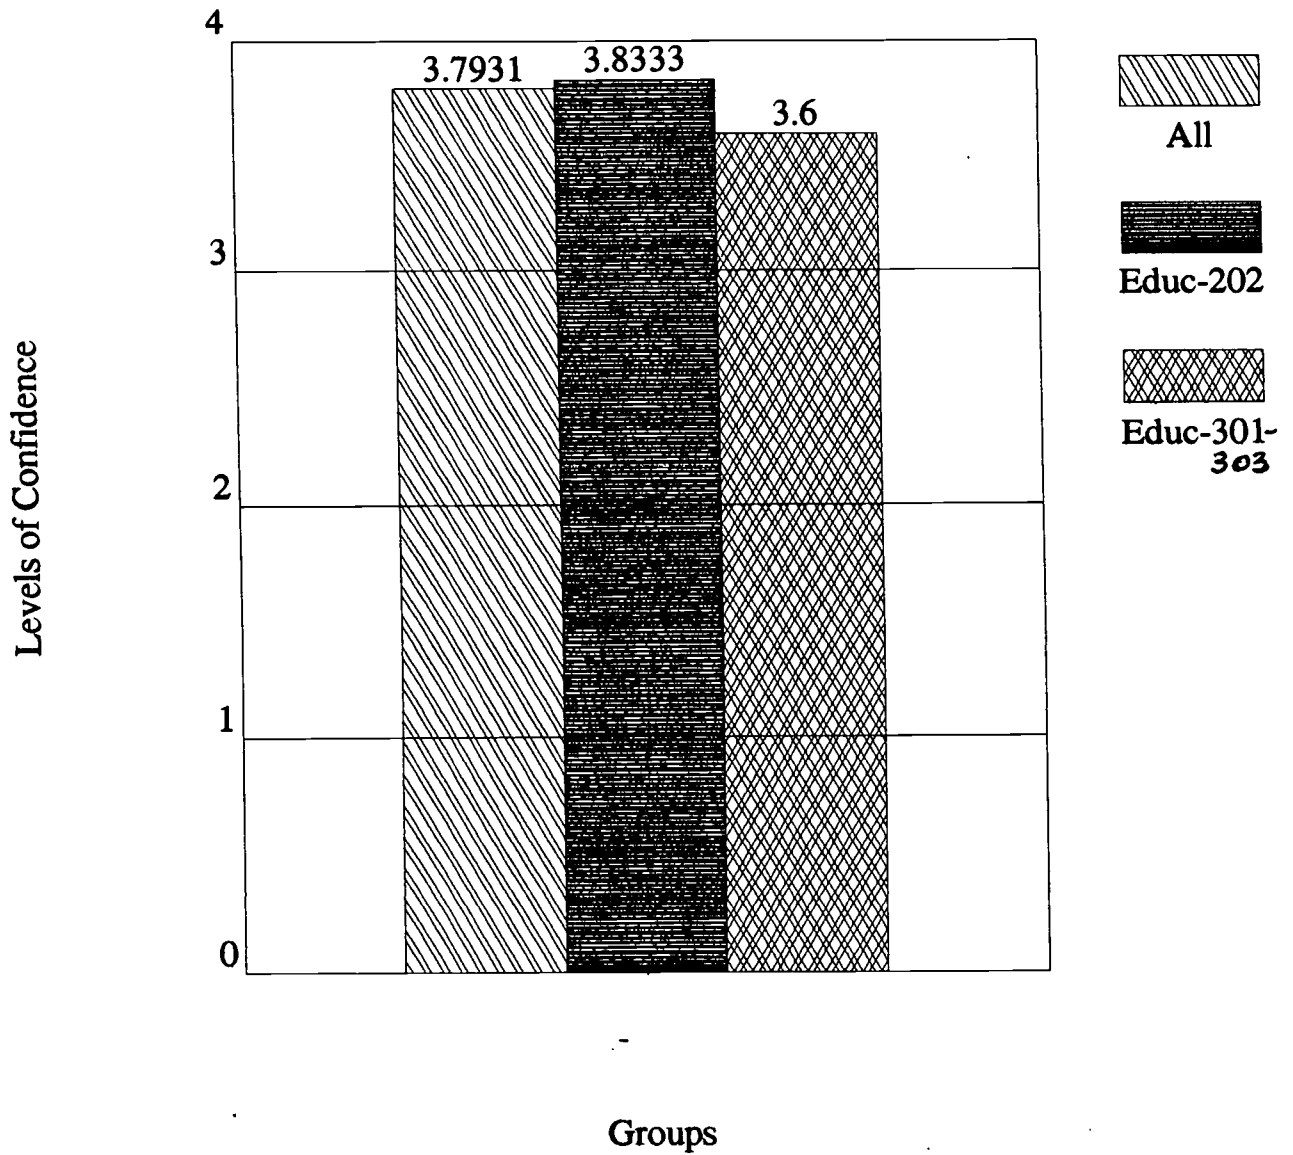 4
3.7931
3.8333
3.6
3
2
1
0
Levels of Confidence
Groups
All
Educ-202
Educ-301-
303